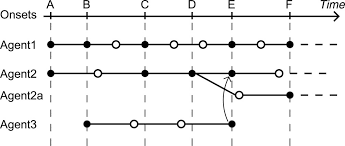 A B C D E F Time
Onsets
Agent1
Agent2
Agent2a
Agent3